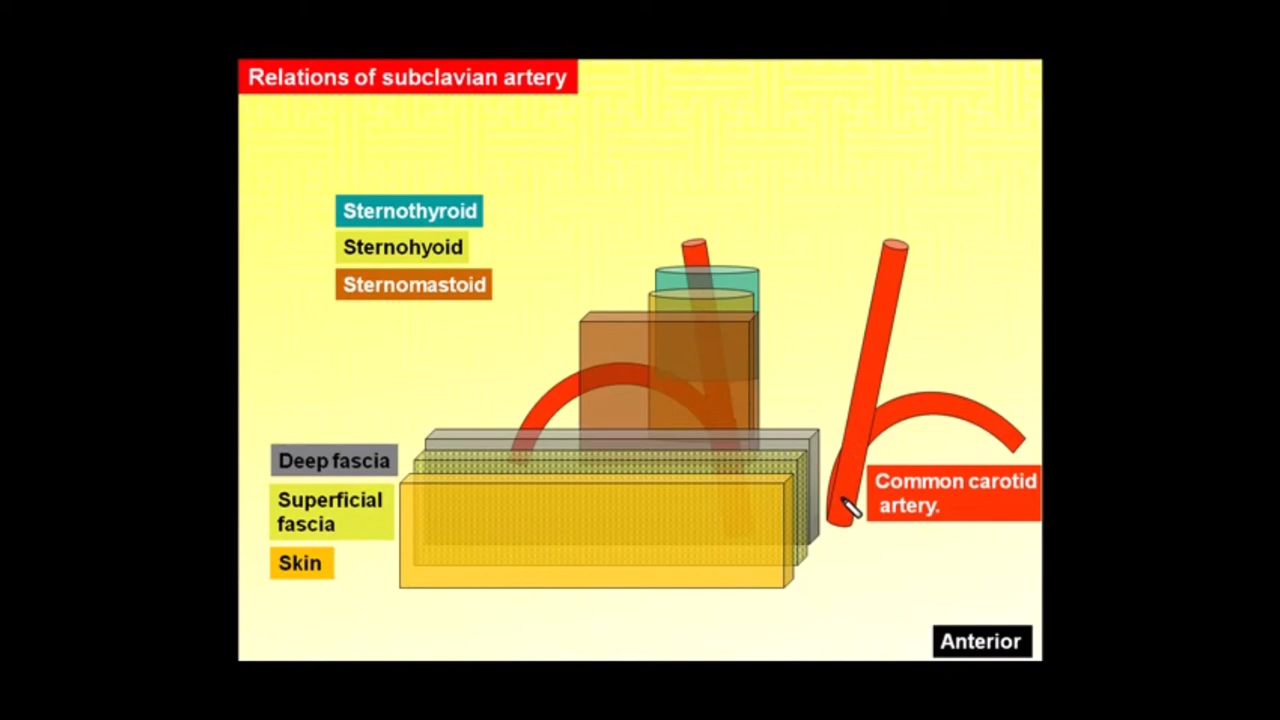 Relations of subclavian artery
Sternothyroid
Sternohyoid
Sternomastoid
Deep fascia
Superficial
fascia
Skin
Common carotid
artery.
Anterior